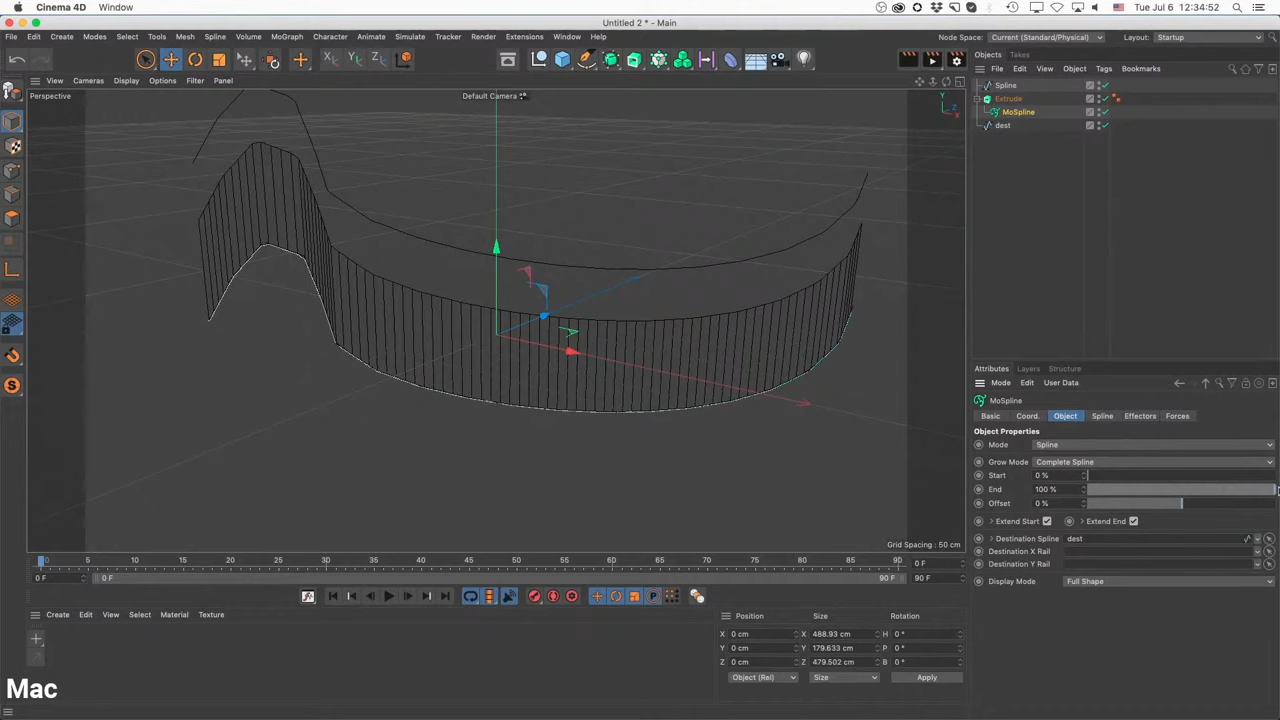 Cinema 4D Window Tue Jul 6 12:34:52
Untitled 2 * - Main
File Edit Create Modes Select Tools Mesh Spline Volume MoGraph Character Animate Simulate Tracker Render Extensions Window Help Node Space: Current (Standard/Physical) Layout: Startup
Objects Takes
File Edit View Object Tags Bookmarks
View Cameras Display Options Filter Panel
Perspective
Default Camera
Y
Z
X
Spline
Extrude
MoSpline
dest
Attributes Layers Structure
Mode Edit User Data
MoSpline
Basic Coord. Object Spline Effectors Forces
Object Properties
Mode Spline
Grow Mode Complete Spline
Start 0 %
End 100 %
Offset 0 %
Extend Start Extend End
Destination Spline dest
Destination X Rail
Destination Y Rail
Display Mode Full Shape
Grid Spacing : 50 cm
0 5 10 15 20 25 30 35 40 45 50 55 60 65 70 75 80 85 90 0 F
0 F 0 F 90 F 90 F
Create Edit Select Material Texture
Position Size Rotation
X 0 cm X 488.93 cm H 0 °
Y 0 cm Y 179.633 cm P 0 °
Z 0 cm Z 479.502 cm B 0 °
Object (Rel) Size Apply
Mac